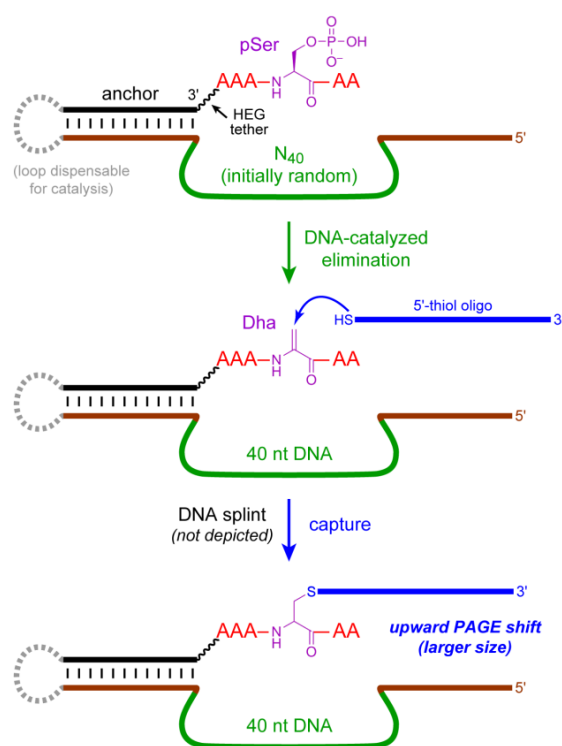 pSer
O
P
O
OH
O⁻
AAA
N
H
O
AA
anchor
3'
HEG
tether
(loop dispensable
for catalysis)
N40
(initially random)
5'
DNA-catalyzed
elimination
HS
5'-thiol oligo
3
Dha
AAA
N
H
O
AA
5'
40 nt DNA
DNA splint
(not depicted)
capture
S
3'
AAA
N
H
O
AA
upward PAGE shift
(larger size)
5'
40 nt DNA